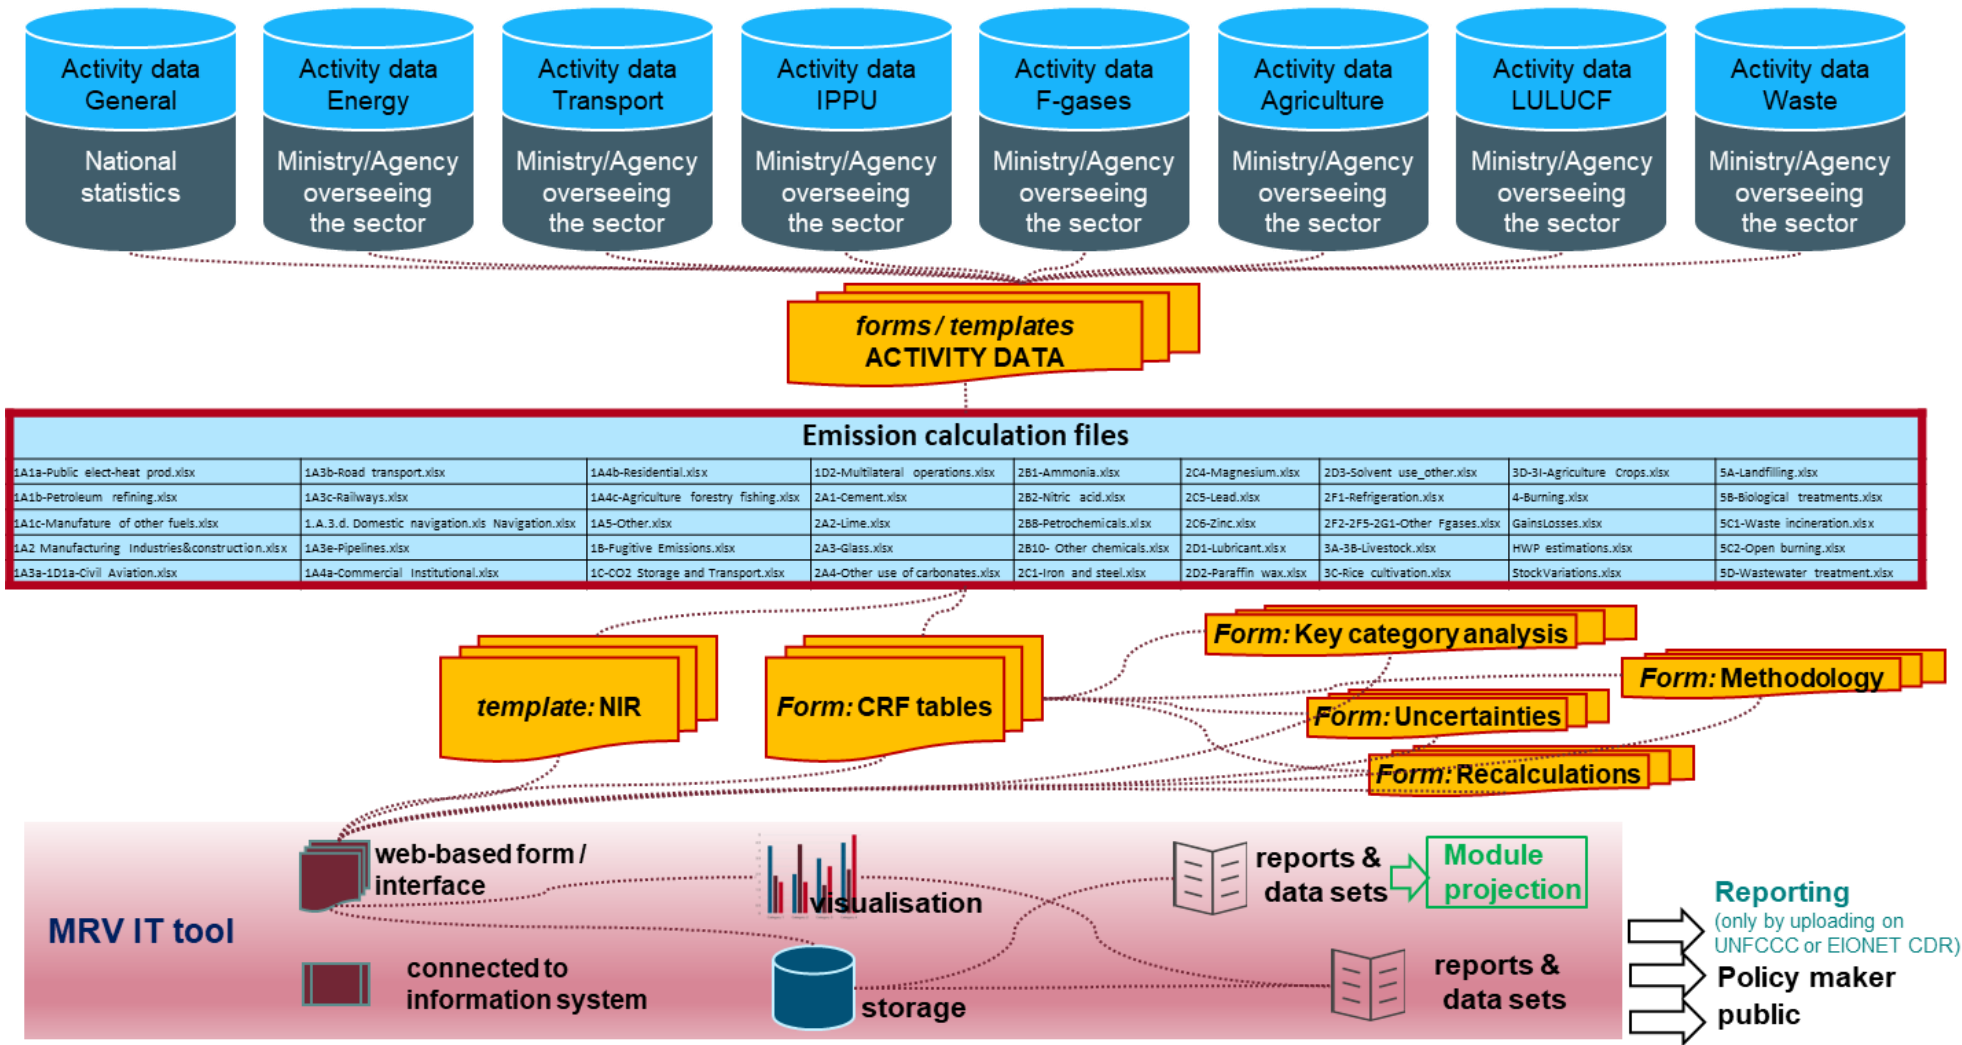 Activity data
General
Activity data
Energy
Activity data
Transport
Activity data
IPPU
Activity data
F-gases
Activity data
Agriculture
Activity data
LULUCF
Activity data
Waste
National
statistics
Ministry/Agency
overseeing
the sector
Ministry/Agency
overseeing
the sector
Ministry/Agency
overseeing
the sector
Ministry/Agency
overseeing
the sector
Ministry/Agency
overseeing
the sector
Ministry/Agency
overseeing
the sector
Ministry/Agency
overseeing
the sector
forms / templates
ACTIVITY DATA
Emission calculation files
1A1a-Public elect-heat prod.xlsx
1A3b-Road transport.xlsx
1A4b-Residential.xlsx
1D2-Multilateral operations.xlsx
2B1-Ammonia.xlsx
2C4-Magnesium.xlsx
2D3-Solvent use_other.xlsx
3D-3I-Agriculture Crops.xlsx
5A-Landfilling.xlsx
1A1b-Petroleum refining.xlsx
1A3c-Railways.xlsx
1A4c-Agriculture forestry fishing.xlsx
2A1-Cement.xlsx
2B2-Nitric acid.xlsx
2C5-Lead.xlsx
2F1-Refrigeration.xlsx
4-Burning.xlsx
5B-Biological treatments.xlsx
1A1c-Manufature of other fuels.xlsx
1.A.3.d. Domestic navigation.xls Navigation.xlsx
1A5-Other.xlsx
2A2-Lime.xlsx
2B8-Petrochemicals.xlsx
2C6-Zinc.xlsx
2F2-2F5-2G1-Other Fgases.xlsx
GainsLosses.xlsx
5C1-Waste incineration.xlsx
1A2 Manufacturing Industries&construction.xlsx
1A3e-Pipelines.xlsx
1B-Fugitive Emissions.xlsx
2A3-Glass.xlsx
2B10- Other chemicals.xlsx
2D1-Lubricant.xlsx
3A-3B-Livestock.xlsx
HWP estimations.xlsx
5C2-Open burning.xlsx
1A3a-1D1a-Civil Aviation.xlsx
1A4a-Commercial Institutional.xlsx
1C-CO2 Storage and Transport.xlsx
2A4-Other use of carbonates.xlsx
2C1-Iron and steel.xlsx
2D2-Paraffin wax.xlsx
3C-Rice cultivation.xlsx
StockVariations.xlsx
5D-Wastewater treatment.xlsx
template: NIR
Form: CRF tables
Form: Key category analysis
Form: Methodology
Form: Uncertainties
Form: Recalculations
MRV IT tool
web-based form /
interface
connected to
information system
visualisation
storage
reports &
data sets
Module
projection
reports &
data sets
Reporting
(only by uploading on
UNFCCC or EIONET CDR)
Policy maker
public